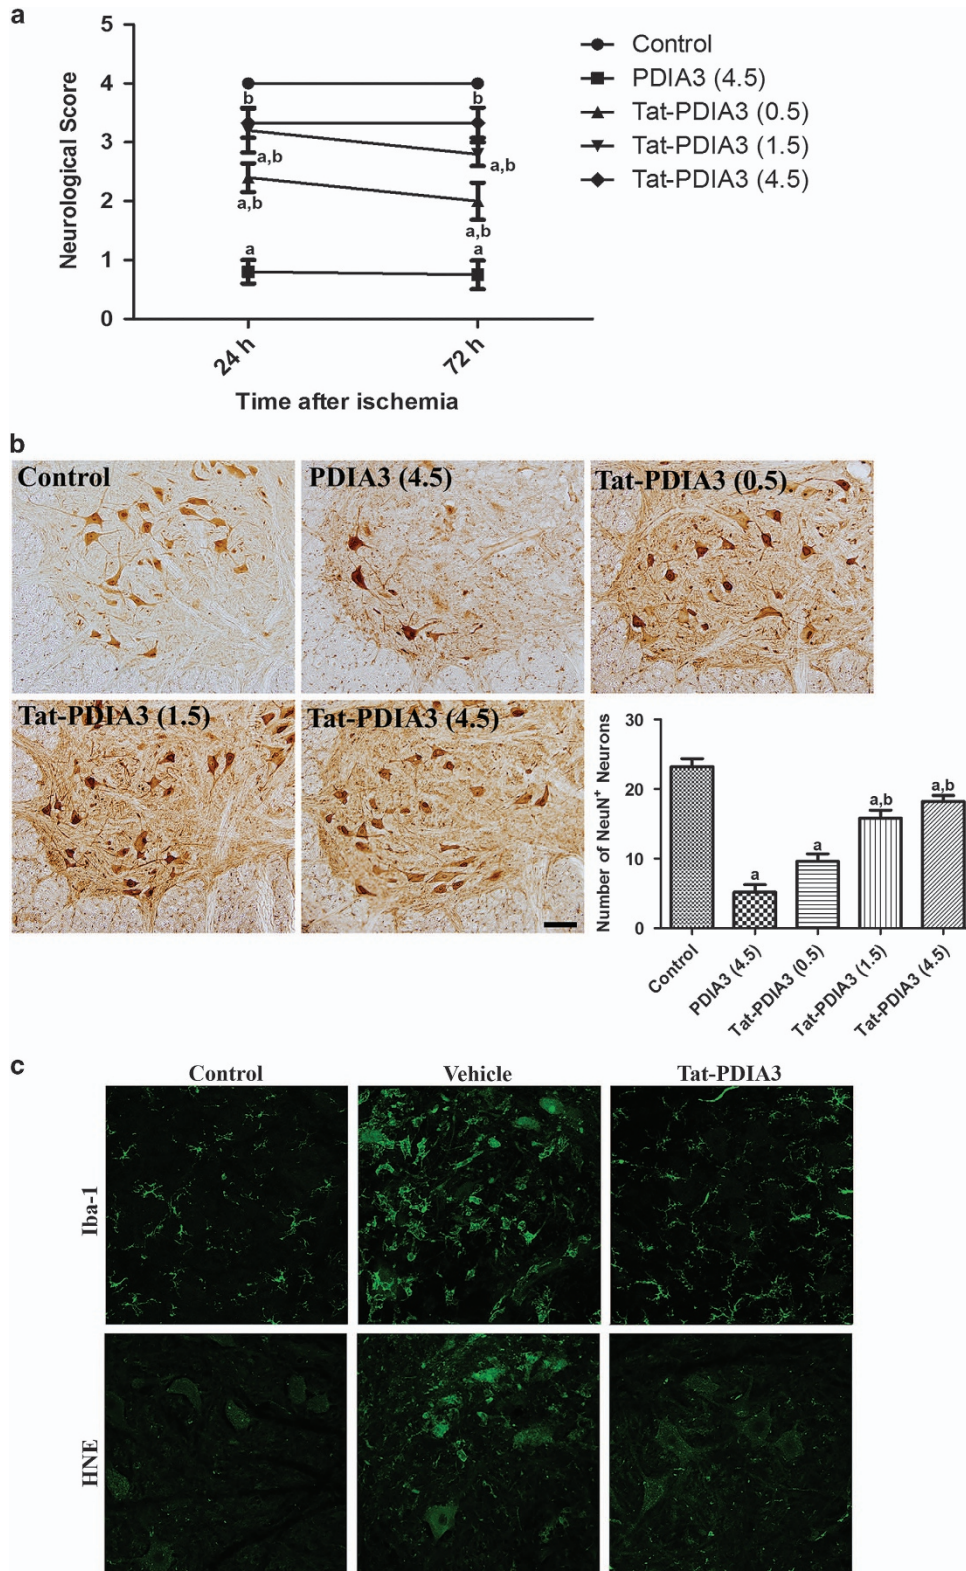 a
5
4
3
2
1
0
Neurological Score
b
b
a,b
a,b
a,b
a,b
a
a
24 h
72 h
Time after ischemia
Control
PDIA3 (4.5)
Tat-PDIA3 (0.5)
Tat-PDIA3 (1.5)
Tat-PDIA3 (4.5)
b
Control
PDIA3 (4.5)
Tat-PDIA3 (0.5)
Tat-PDIA3 (1.5)
Tat-PDIA3 (4.5)
Number of NeuN+ Neurons
30
20
10
0
a
a
a,b
a,b
Control
PDIA3 (4.5)
Tat-PDIA3 (0.5)
Tat-PDIA3 (1.5)
Tat-PDIA3 (4.5)
c
Control
Vehicle
Tat-PDIA3
Iba-1
HNE